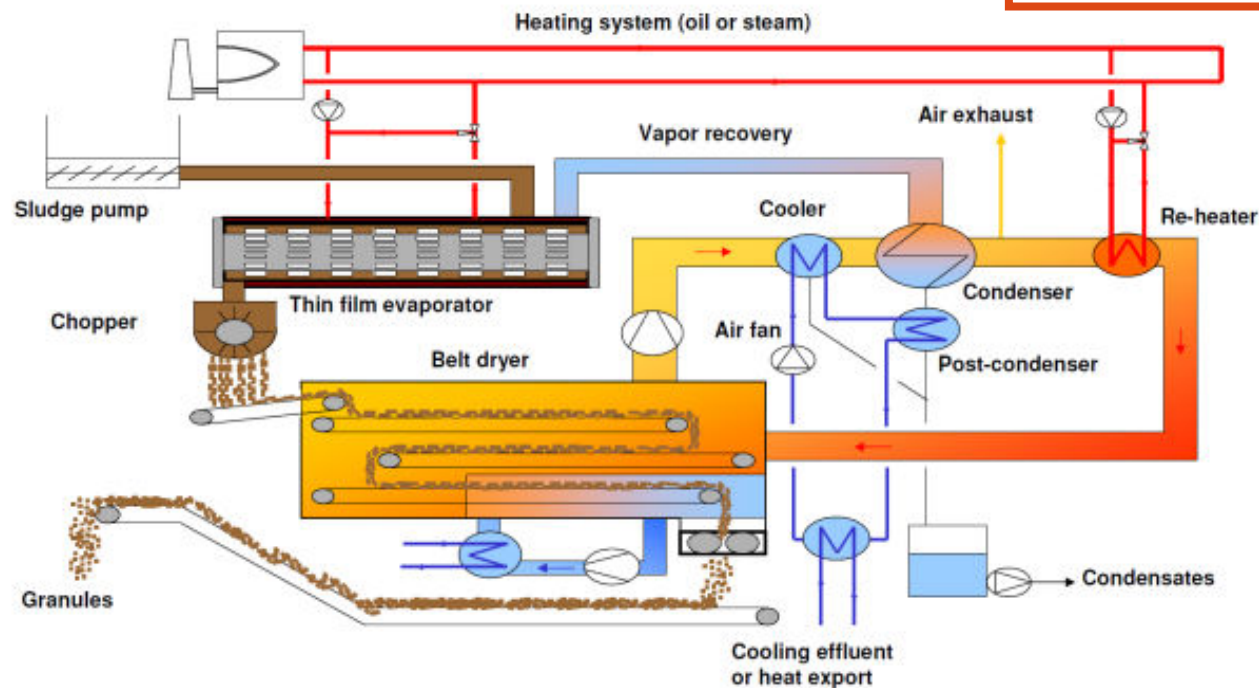 Heating system (oil or steam)
Air exhaust
Vapor recovery
Sludge pump
Cooler
Re-heater
Thin film evaporator
Condenser
Chopper
Air fan
Belt dryer
Post-condenser
Condensates
Granules
Cooling effluent
or heat export